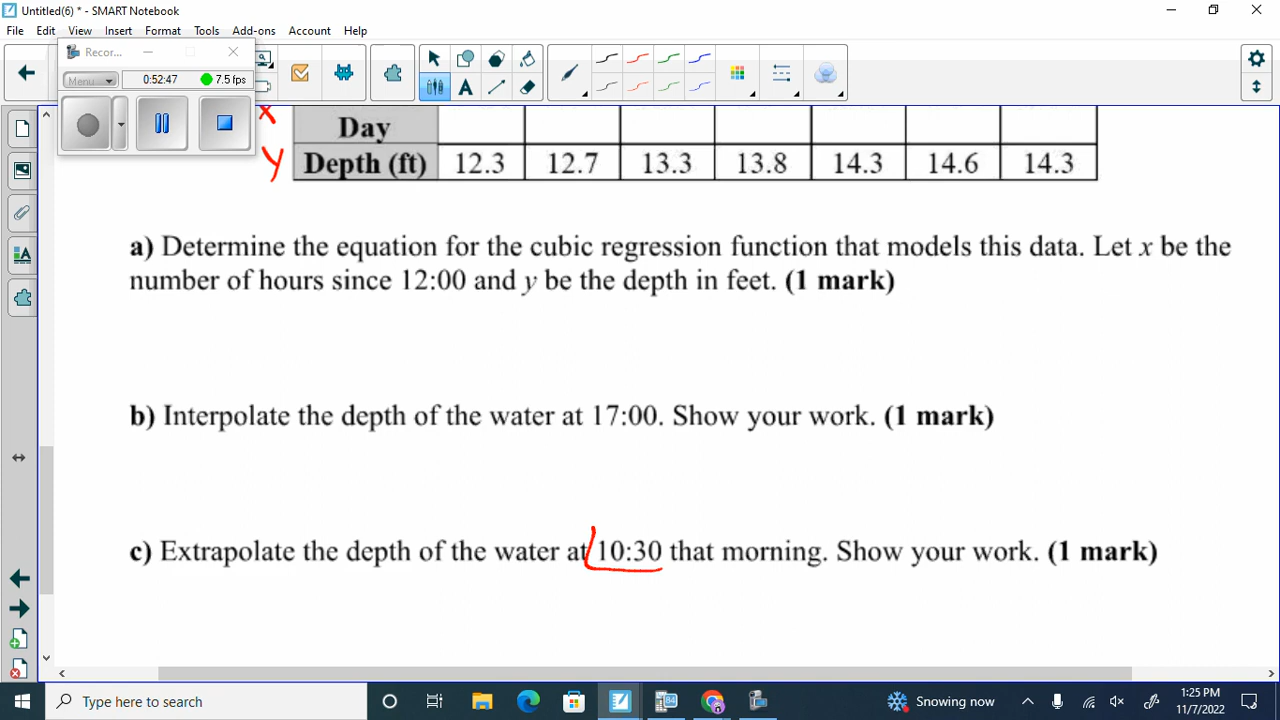 Untitled(6) * - SMART Notebook
File Edit View Insert Format Tools Add-ons Account Help
Recor...
Menu 0:52:47 7.5 fps
x Day
y Depth (ft) 12.3 12.7 13.3 13.8 14.3 14.6 14.3
a) Determine the equation for the cubic regression function that models this data. Let x be the
number of hours since 12:00 and y be the depth in feet. (1 mark)
b) Interpolate the depth of the water at 17:00. Show your work. (1 mark)
c) Extrapolate the depth of the water at 10:30 that morning. Show your work. (1 mark)
Type here to search
Snowing now
1:25 PM
11/7/2022